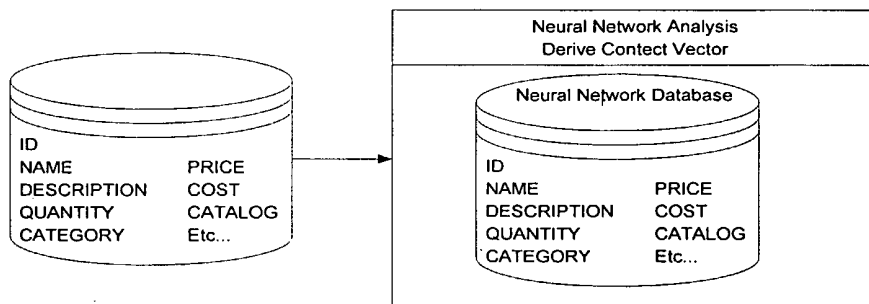 Neural Network Analysis
Derive Contect Vector
Neural Network Database
ID
NAME PRICE
DESCRIPTION COST
QUANTITY CATALOG
CATEGORY Etc...
ID
NAME PRICE
DESCRIPTION COST
QUANTITY CATALOG
CATEGORY Etc...